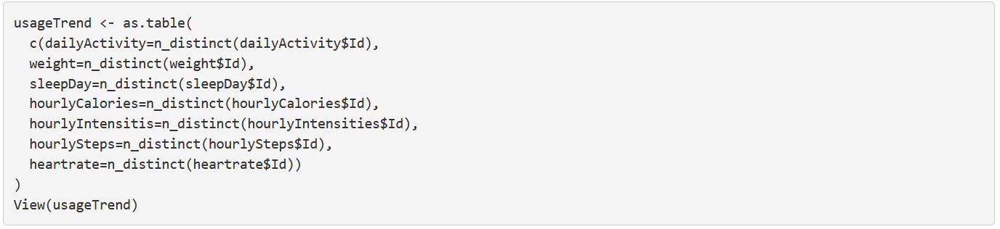 usageTrend <- as.table(
  c(dailyActivity=n_distinct(dailyActivity$Id),
  weight=n_distinct(weight$Id),
  sleepDay=n_distinct(sleepDay$Id),
  hourlyCalories=n_distinct(hourlyCalories$Id),
  hourlyIntensitis=n_distinct(hourlyIntensities$Id),
  hourlySteps=n_distinct(hourlySteps$Id),
  heartrate=n_distinct(heartrate$Id))
)
View(usageTrend)